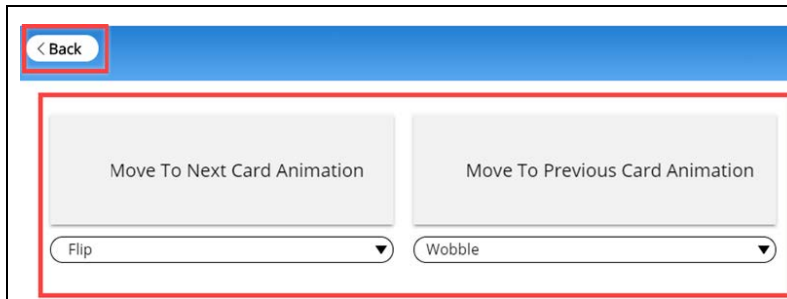 Back
Move To Next Card Animation
Move To Previous Card Animation
Flip
Wobble